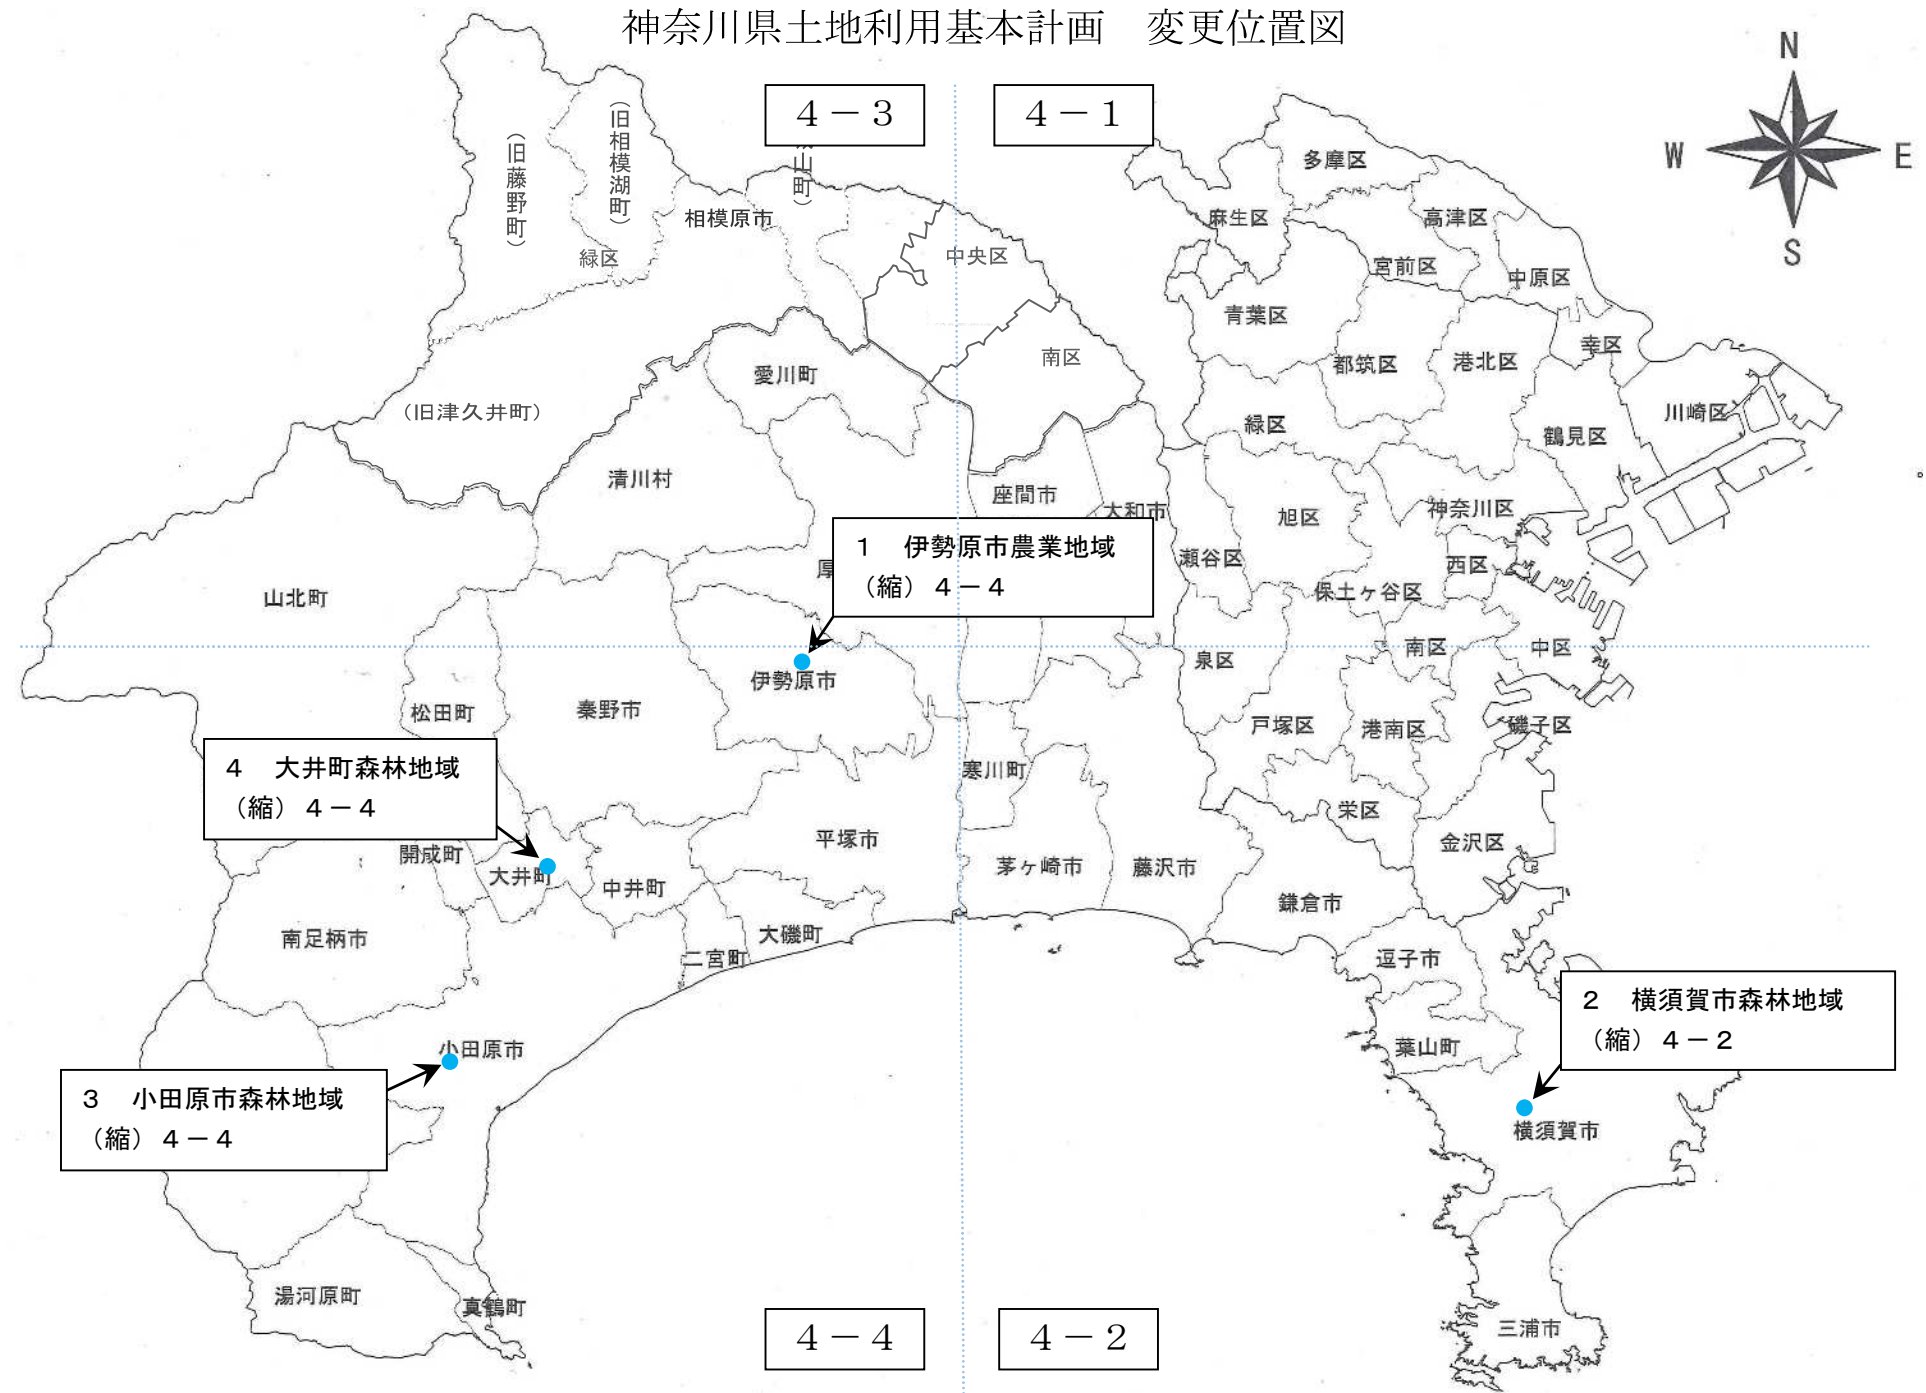 神奈川県土地利用基本計画　変更位置図
４－３
４－１
N
W
E
S
（旧藤野町）
（旧相模湖町）
山町）
緑区
相模原市
中央区
南区
（旧津久井町）
多摩区
麻生区
高津区
宮前区
中原区
青葉区
幸区
都筑区
港北区
川崎区
緑区
鶴見区
愛川町
清川村
座間市
大和市
旭区
神奈川区
瀬谷区
西区
保土ヶ谷区
厚
１　伊勢原市農業地域
（縮）４－４
山北町
泉区
南区
中区
伊勢原市
松田町
秦野市
戸塚区
港南区
磯子区
４　大井町森林地域
（縮）４－４
寒川町
栄区
平塚市
金沢区
開成町
大井町
中井町
茅ヶ崎市
藤沢市
鎌倉市
南足柄市
大磯町
二宮町
逗子市
２　横須賀市森林地域
（縮）４－２
葉山町
小田原市
３　小田原市森林地域
（縮）４－４
横須賀市
湯河原町
真鶴町
三浦市
４－４
４－２